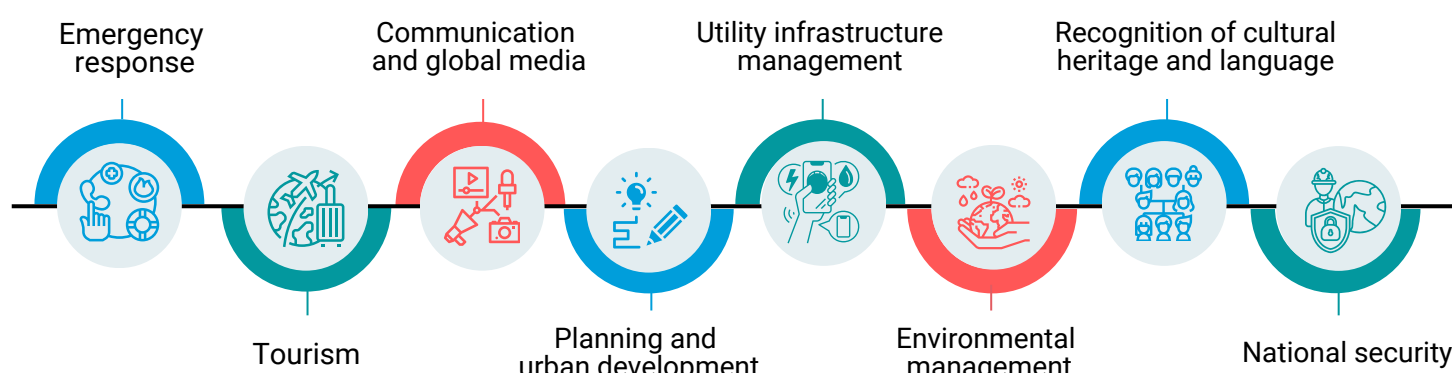 Emergency
response
Tourism
Communication
and global media
Planning and
urban development
Utility infrastructure
management
Environmental
management
Recognition of cultural
heritage and language
National security